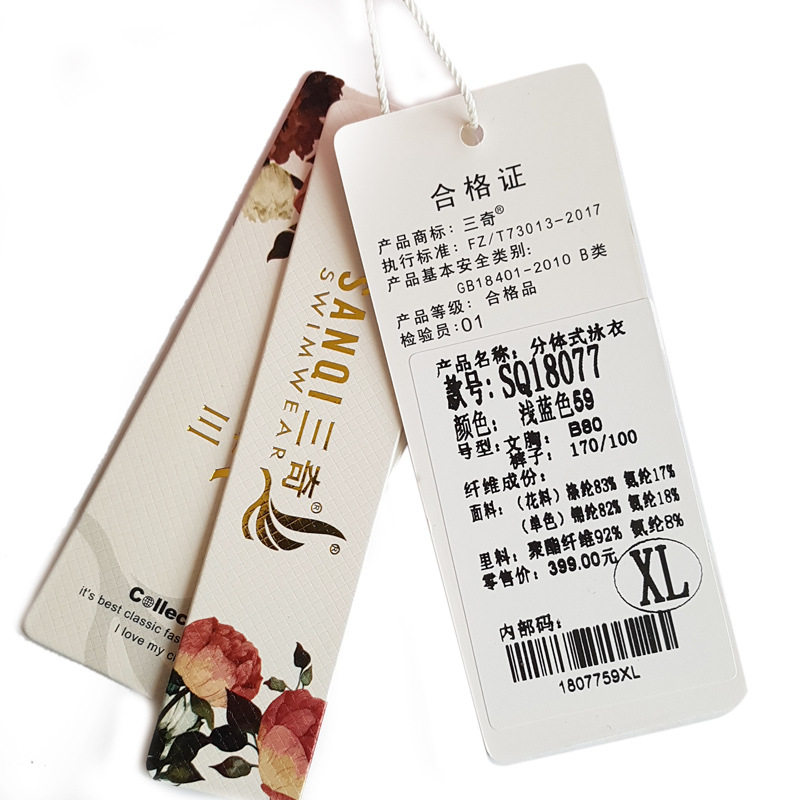 合格证
产品商标: 三奇®
执行标准: FZ/T73013-2017
产品基本安全类别:
GB18401-2010 B类
产品等级: 合格品
检验员: 01
产品名称: 分体式泳衣
款号: SQ18077
颜色: 浅蓝色59
号型: 文胸: B80
裤子: 170/100
纤维成份:
面料: (花料) 涤纶83% 氨纶17%
(单色) 锦纶82% 氨纶18%
里料: 聚酯纤维92% 氨纶8%
零售价: 399.00元
XL
内部码:
1807759XL
SANQI三奇®
SWIMWEAR
®
Collec
it's best classic fas
I love my c